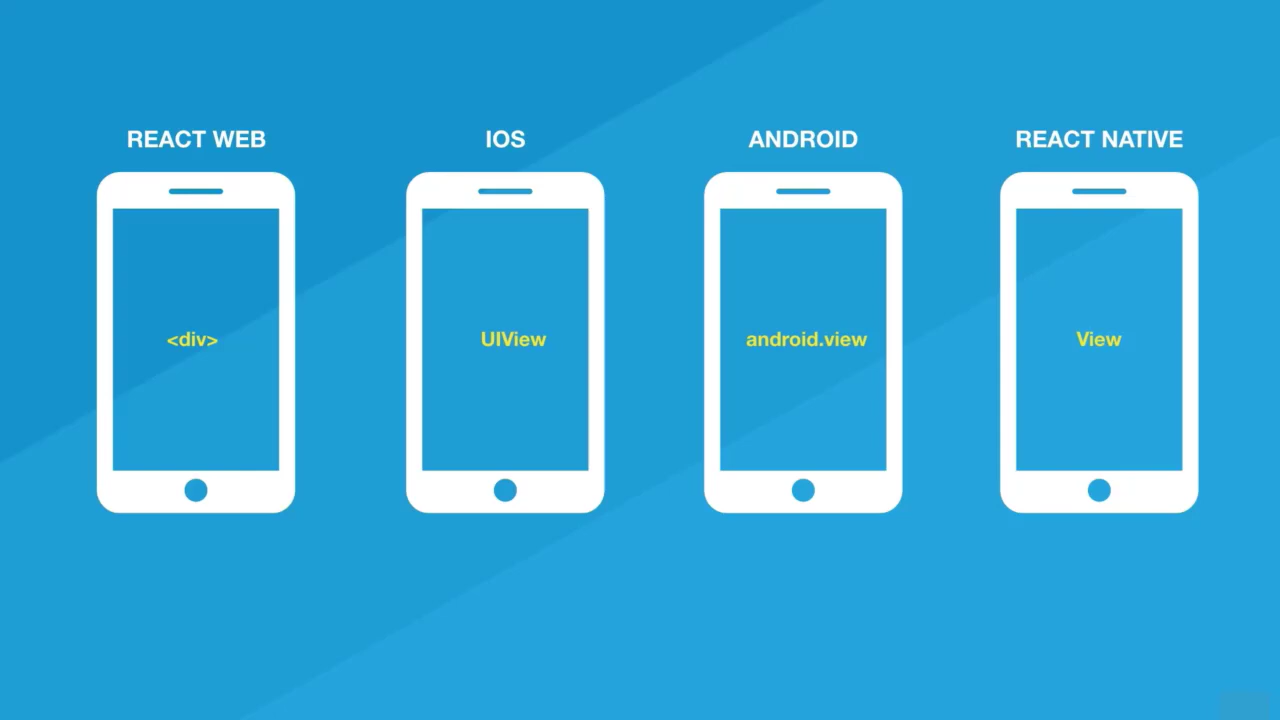 REACT WEB
IOS
ANDROID
REACT NATIVE
<div>
UIView
android.view
View